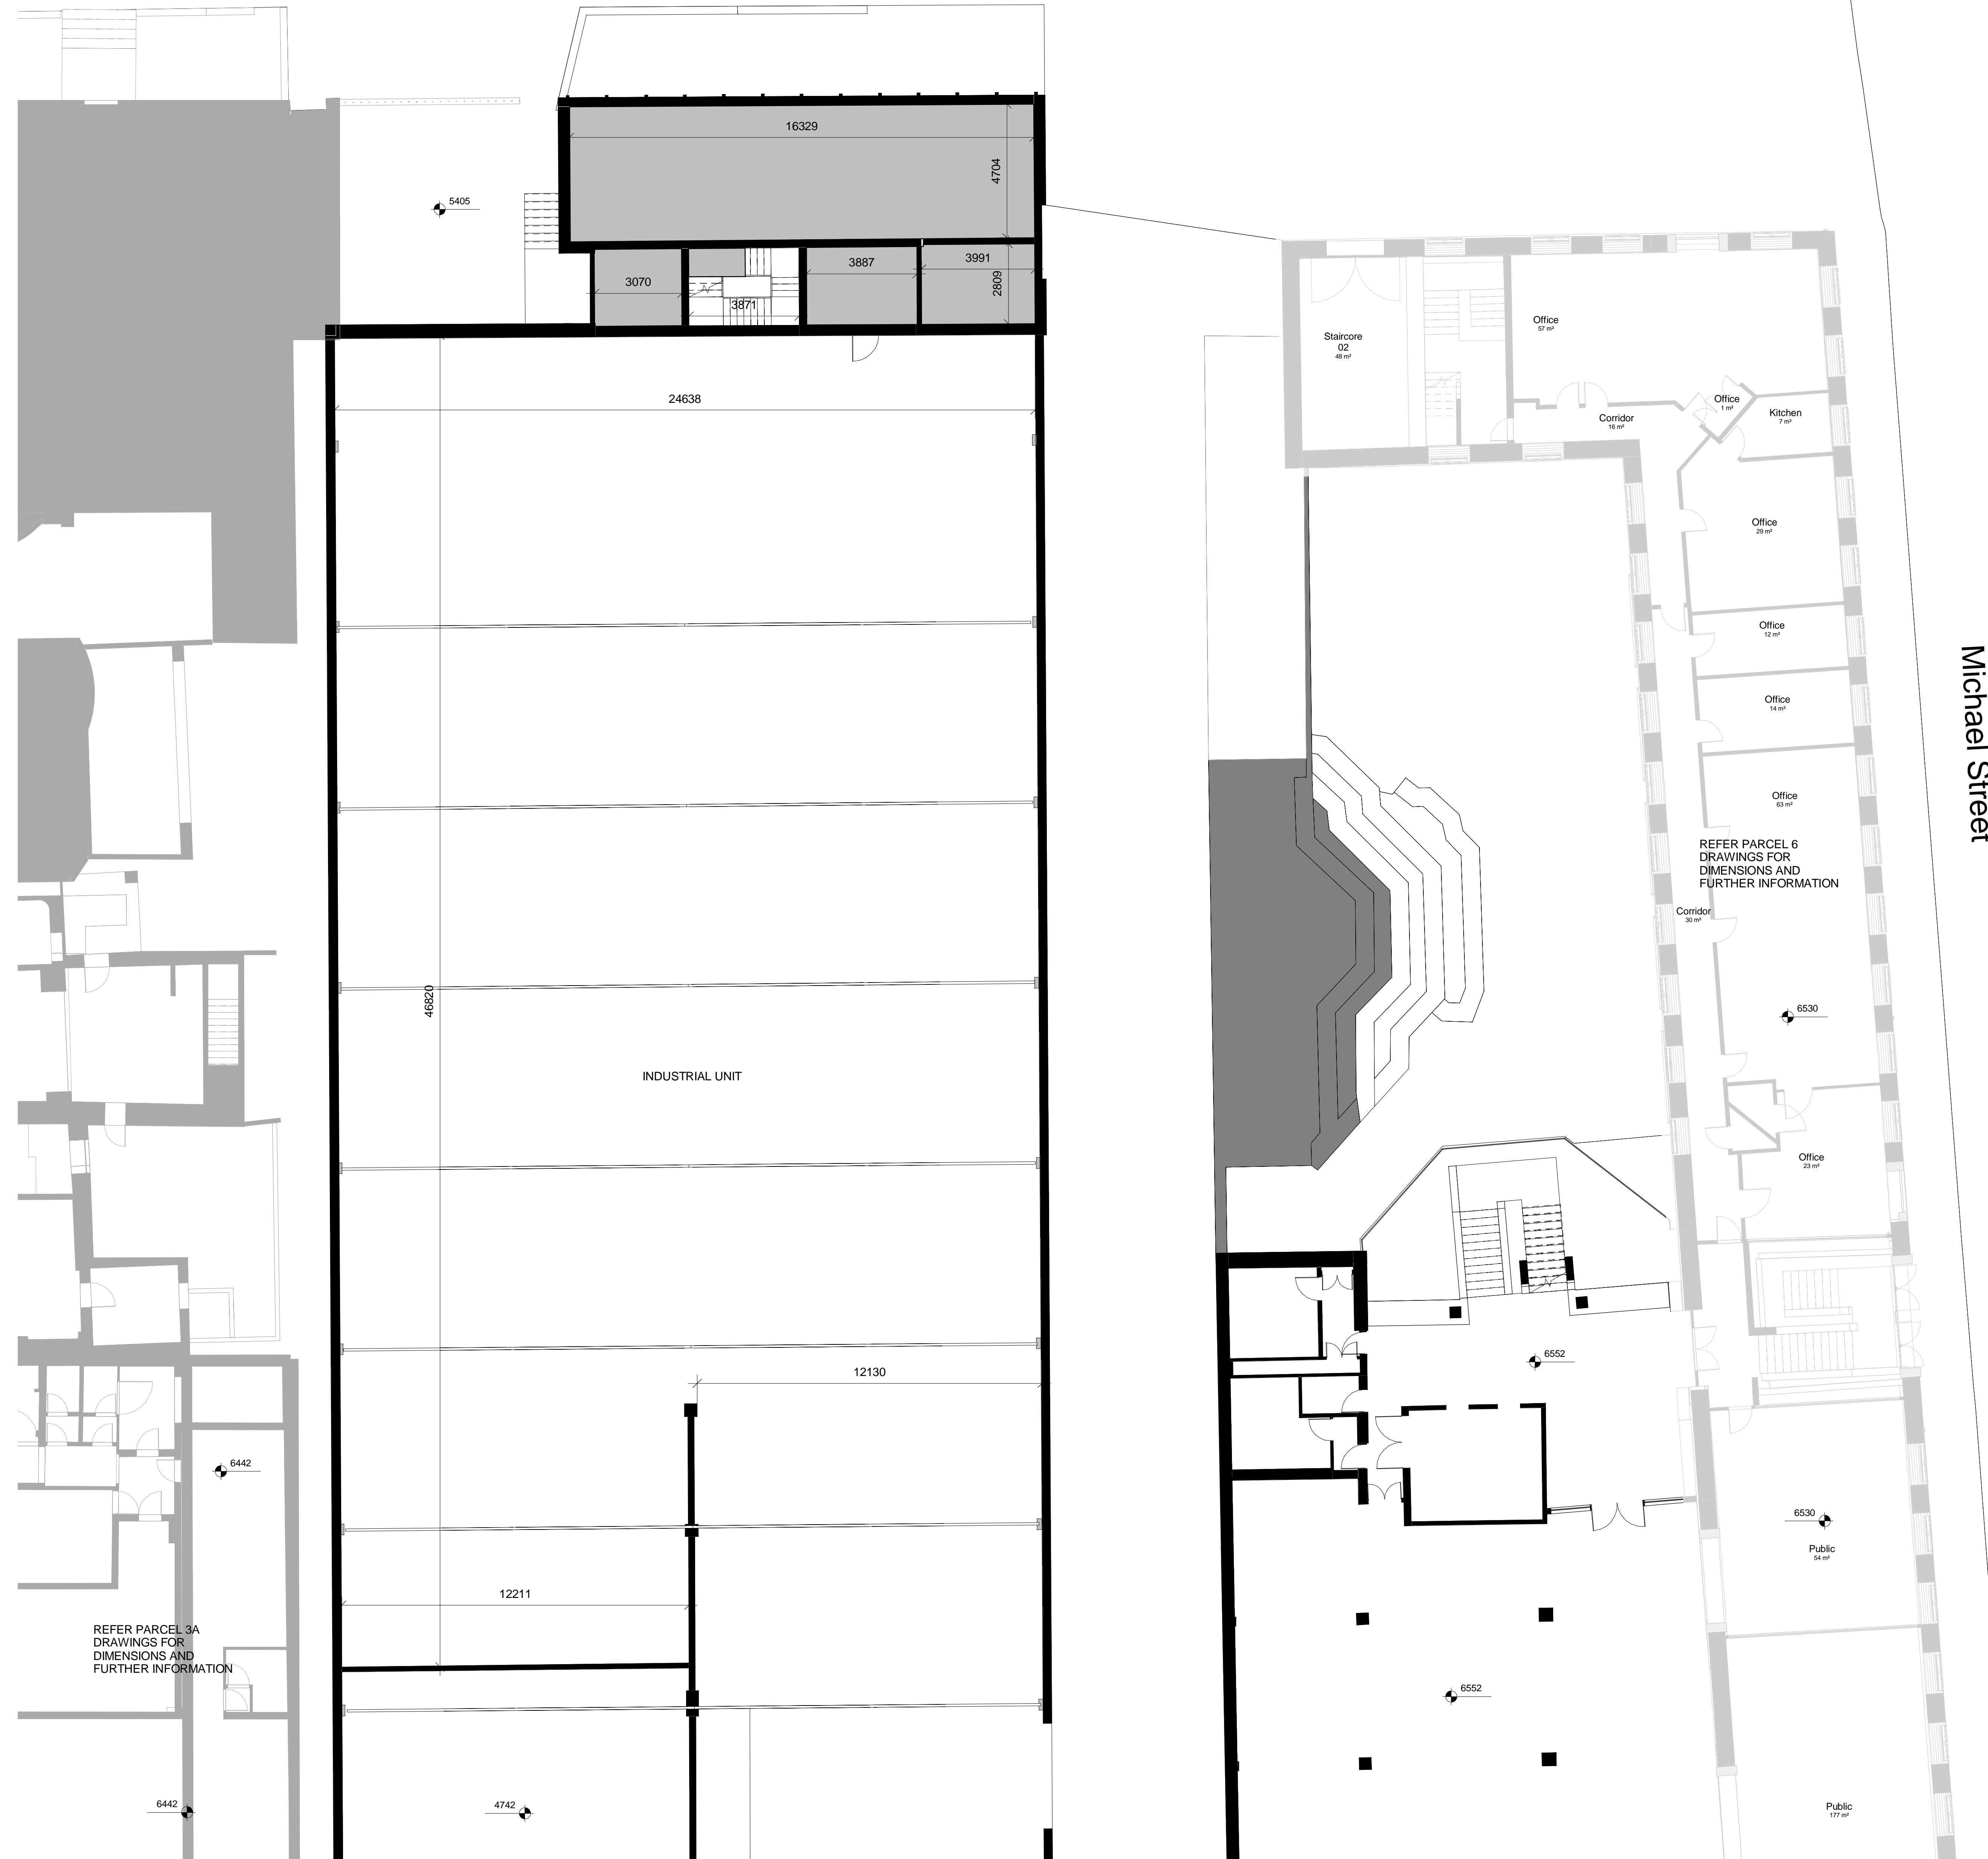 16329
4704
5405
3070
3871
3887
3991
2809
24638
46820
INDUSTRIAL UNIT
12130
12211
4742
REFER PARCEL 3A
DRAWINGS FOR
DIMENSIONS AND
FURTHER INFORMATION
6442
6442
Staircore
02
48 m²
Office
57 m²
Corridor
16 m²
Office
1 m²
Kitchen
7 m²
Office
29 m²
Office
12 m²
Office
14 m²
Office
63 m²
REFER PARCEL 6
DRAWINGS FOR
DIMENSIONS AND
FURTHER INFORMATION
Corridor
30 m²
6530
Office
23 m²
6552
6530
Public
54 m²
6552
Public
177 m²
Michael Street